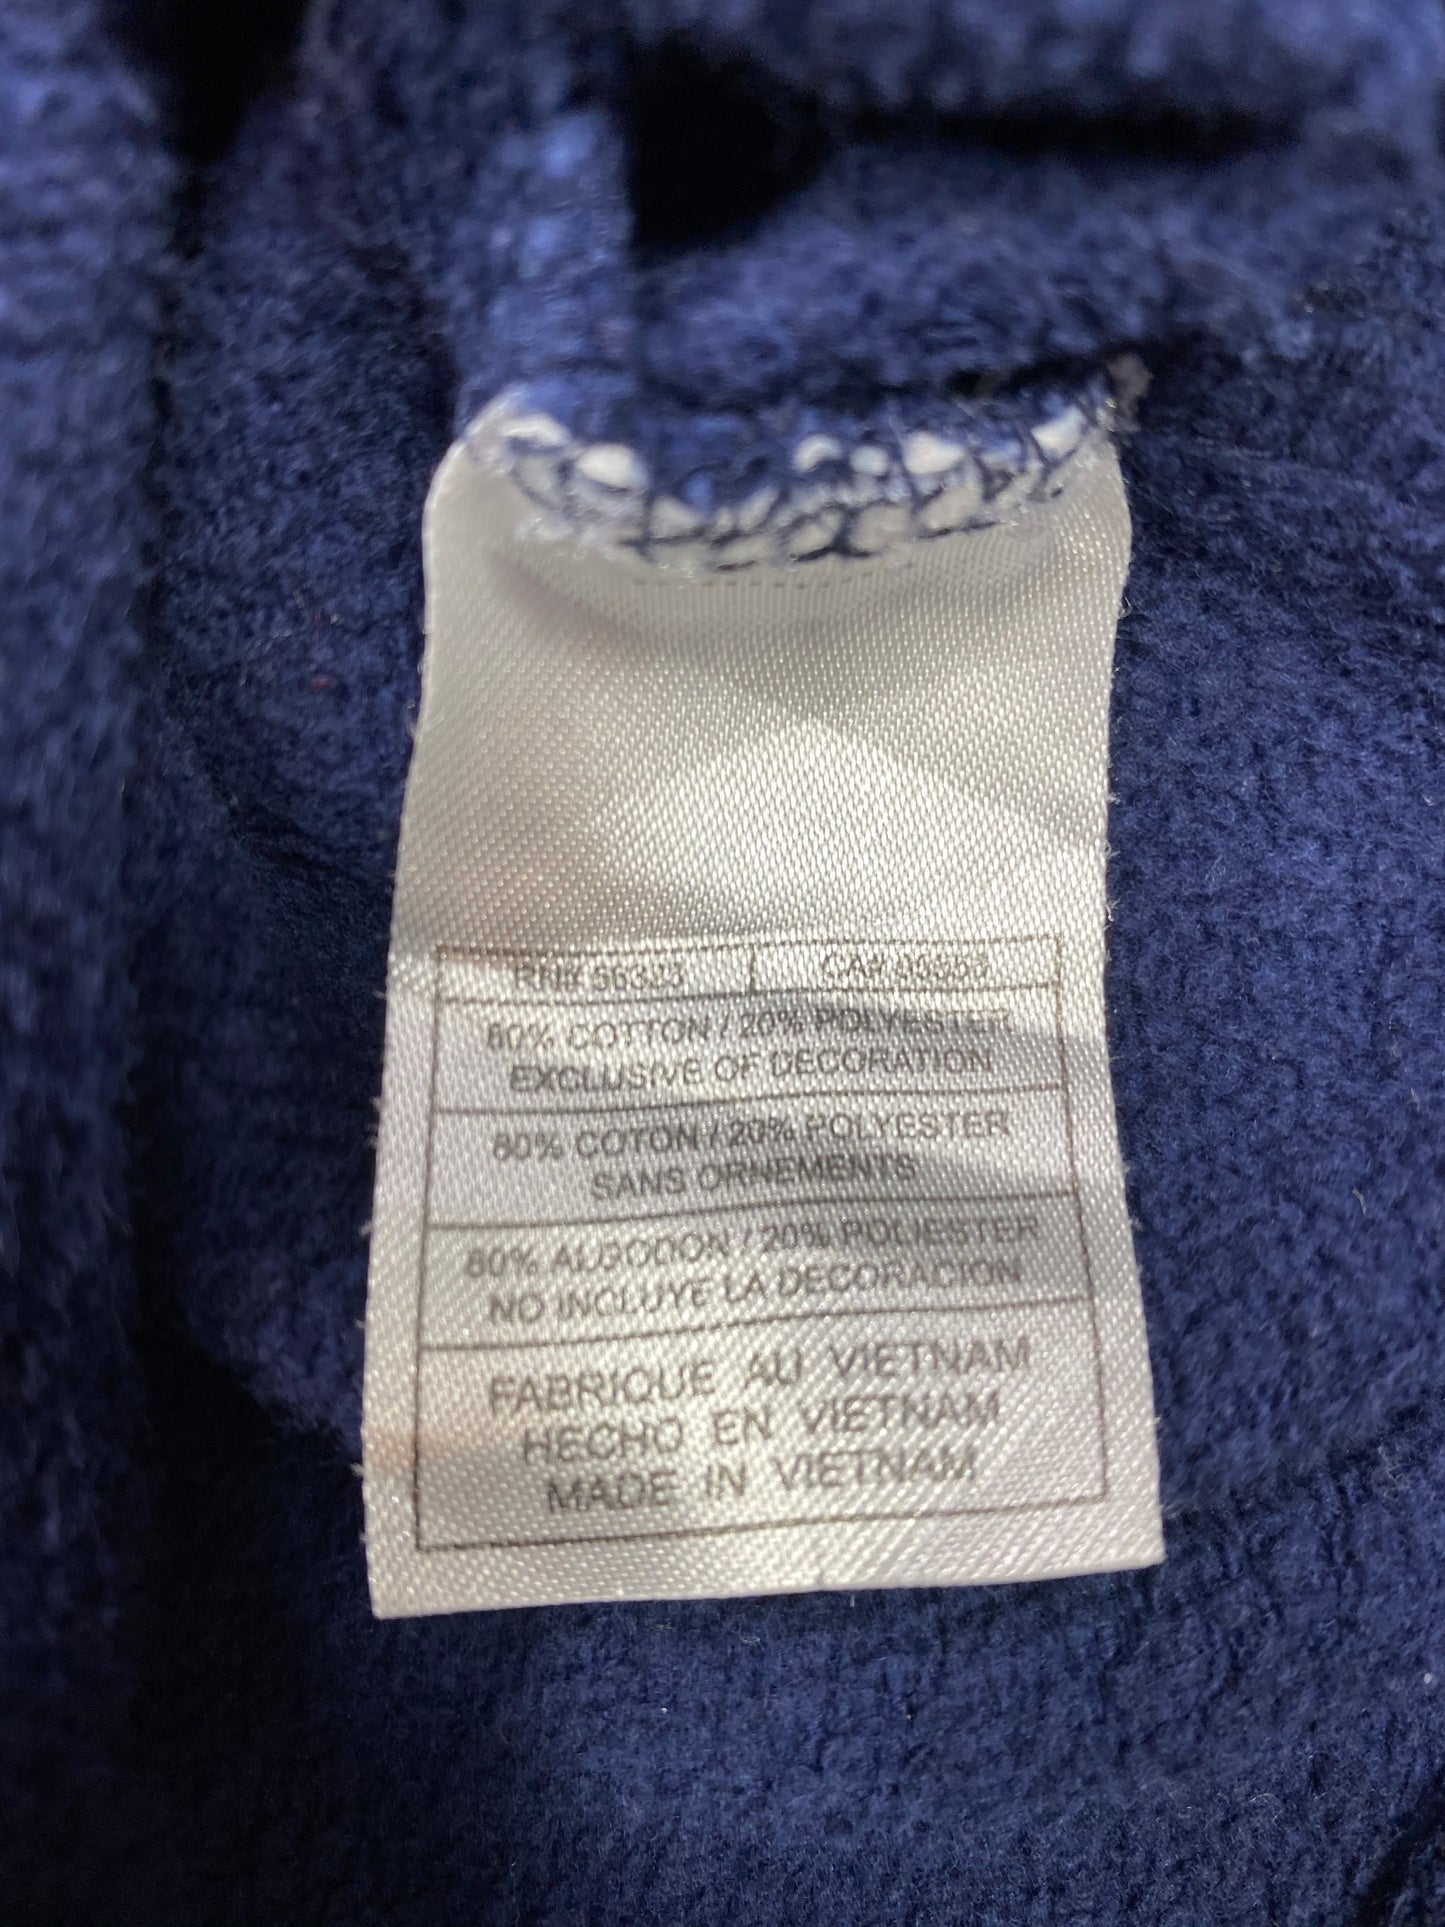 RN# 56323 CA# 05553
80% COTTON / 20% POLYESTER
EXCLUSIVE OF DECORATION
80% COTON / 20% POLYESTER
SANS ORNEMENTS
80% ALGODON / 20% POLIESTER
NO INCLUYE LA DECORACION
FABRIQUE AU VIETNAM
HECHO EN VIETNAM
MADE IN VIETNAM